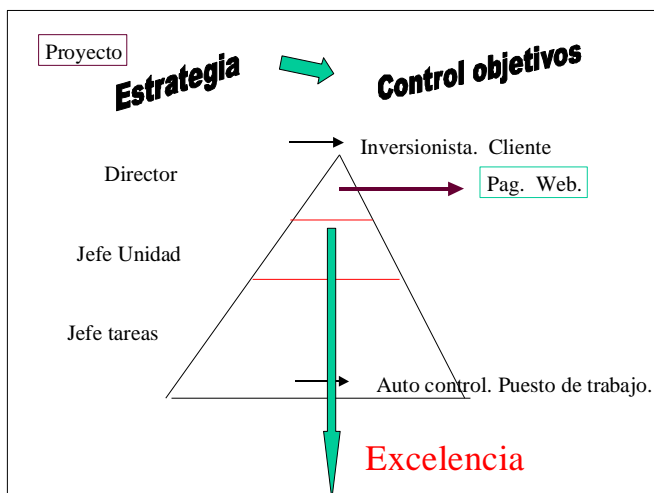 Proyecto
Estrategia
Control objetivos
Inversionista. Cliente
Director
Pag. Web.
Jefe Unidad
Jefe tareas
Auto control. Puesto de trabajo.
Excelencia